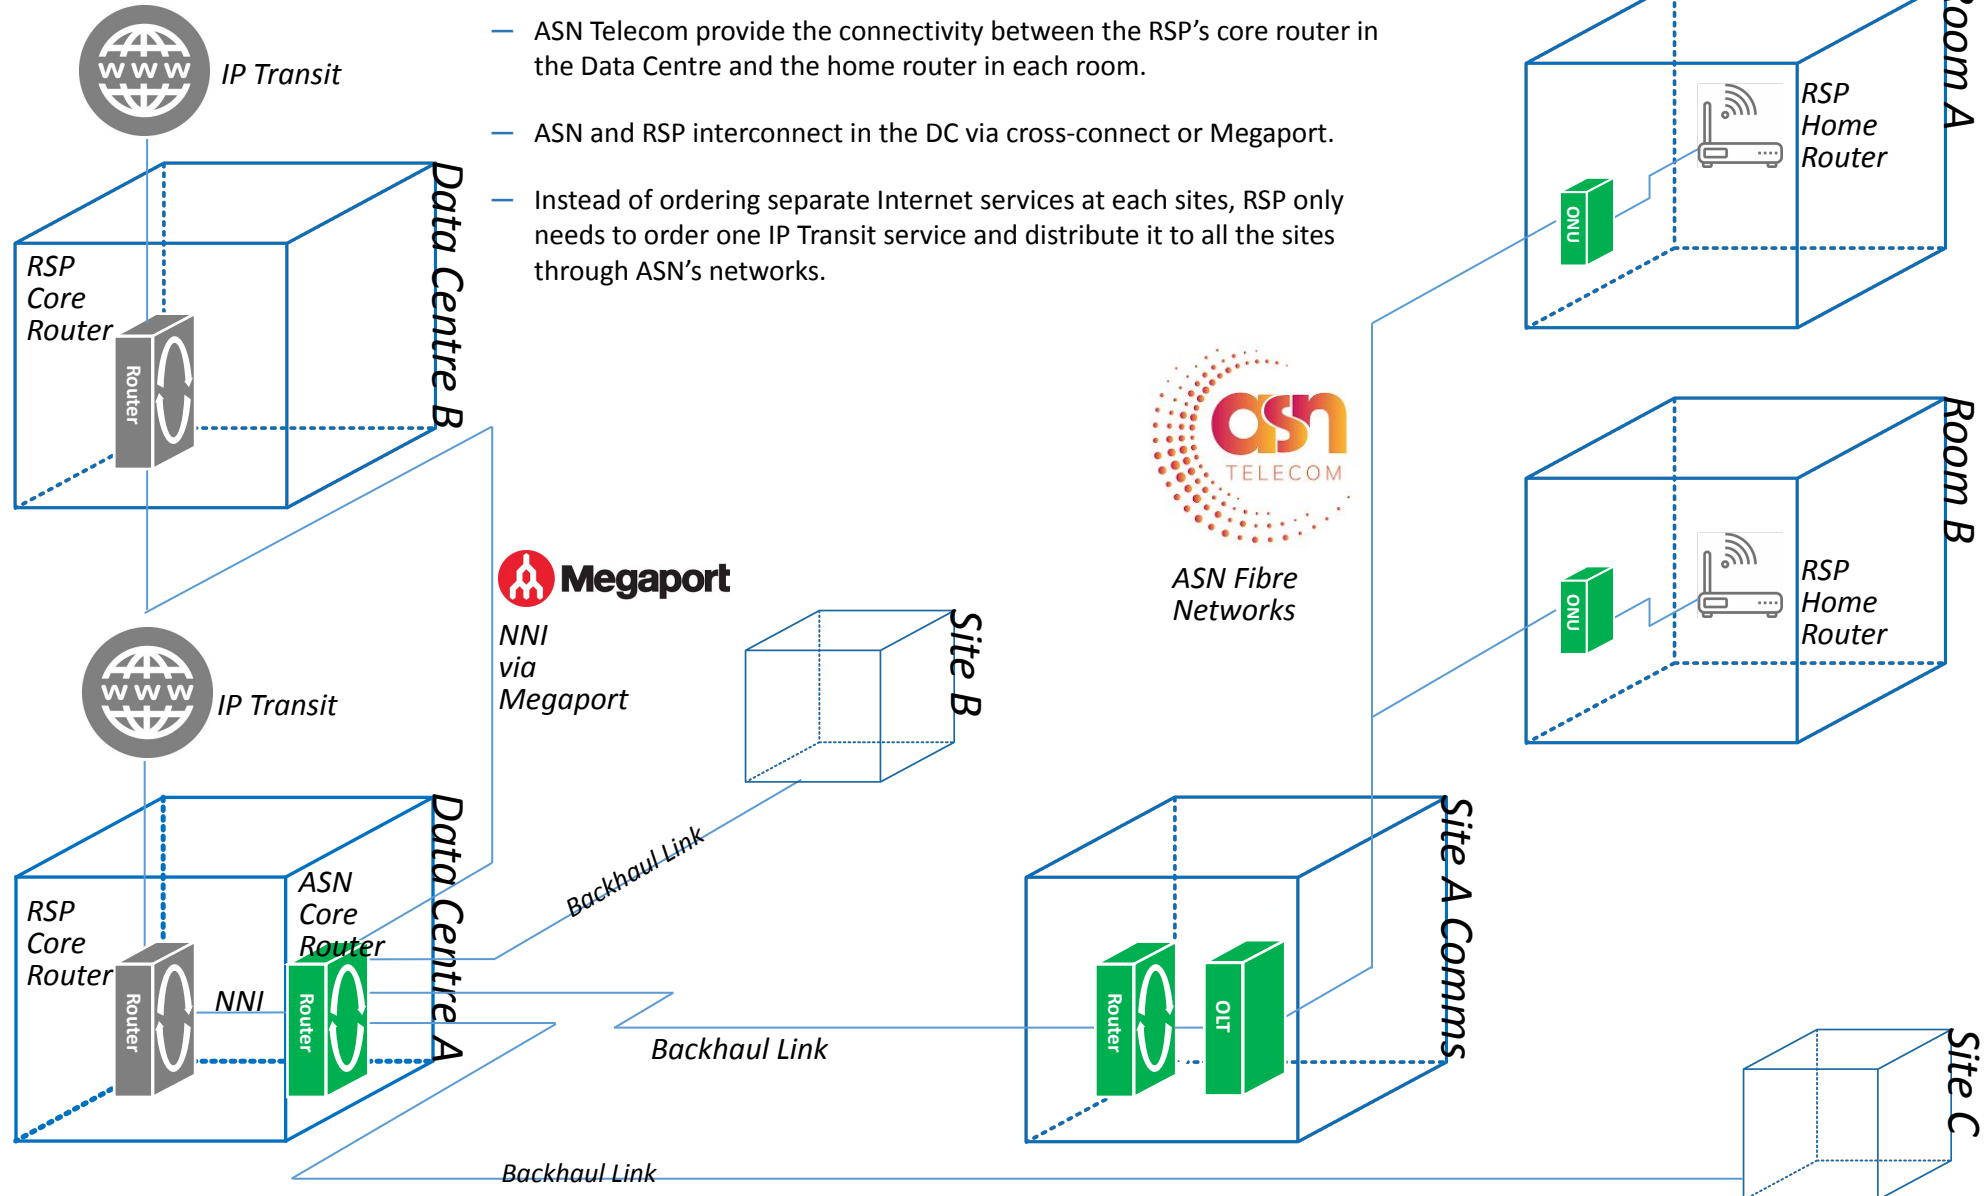 — ASN Telecom provide the connectivity between the RSP's core router in
the Data Centre and the home router in each room.
— ASN and RSP interconnect in the DC via cross-connect or Megaport.
— Instead of ordering separate Internet services at each sites, RSP only
needs to order one IP Transit service and distribute it to all the sites
through ASN's networks.
WWW
IP Transit
Data Centre B
RSP
Core
Router
Router
Room A
RSP
Home
Router
ONU
asn
TELECOM
ASN Fibre
Networks
Room B
RSP
Home
Router
ONU
Megaport
NNI
via
Megaport
Site B
WWW
IP Transit
Data Centre A
RSP
Core
Router
Router
NNI
ASN
Core
Router
Router
Backhaul Link
Backhaul Link
Backhaul Link
Site A Comms
Router
OLT
Site C